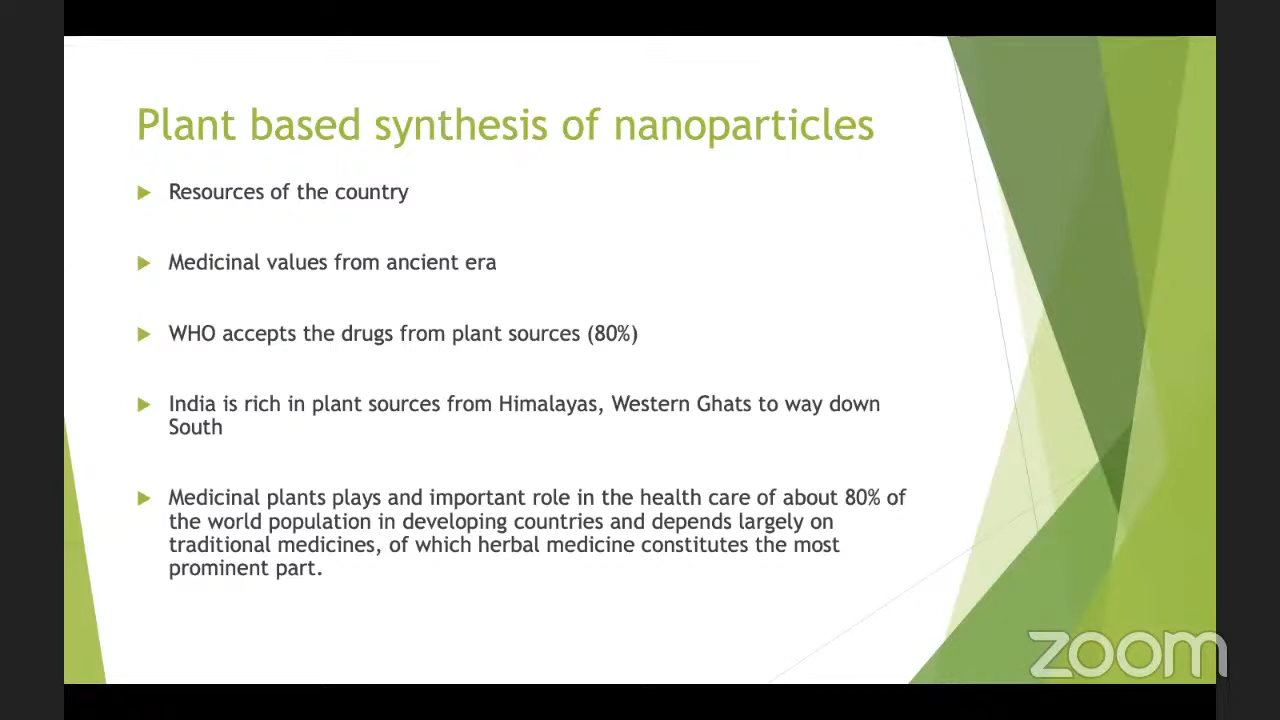 Plant based synthesis of nanoparticles
Resources of the country
Medicinal values from ancient era
WHO accepts the drugs from plant sources (80%)
India is rich in plant sources from Himalayas, Western Ghats to way down
South
Medicinal plants plays and important role in the health care of about 80% of
the world population in developing countries and depends largely on
traditional medicines, of which herbal medicine constitutes the most
prominent part.
zoom